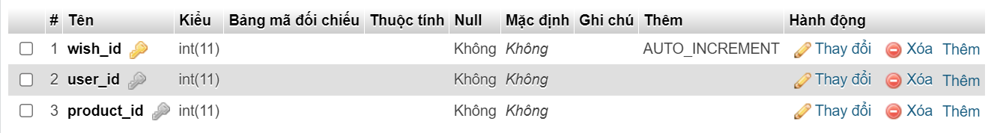 # Tên Kiểu Bảng mã đối chiếu Thuộc tính Null Mặc định Ghi chú Thêm Hành động
1 wish_id int(11) Không Không AUTO_INCREMENT Thay đổi Xóa Thêm
2 user_id int(11) Không Không Thay đổi Xóa Thêm
3 product_id int(11) Không Không Thay đổi Xóa Thêm